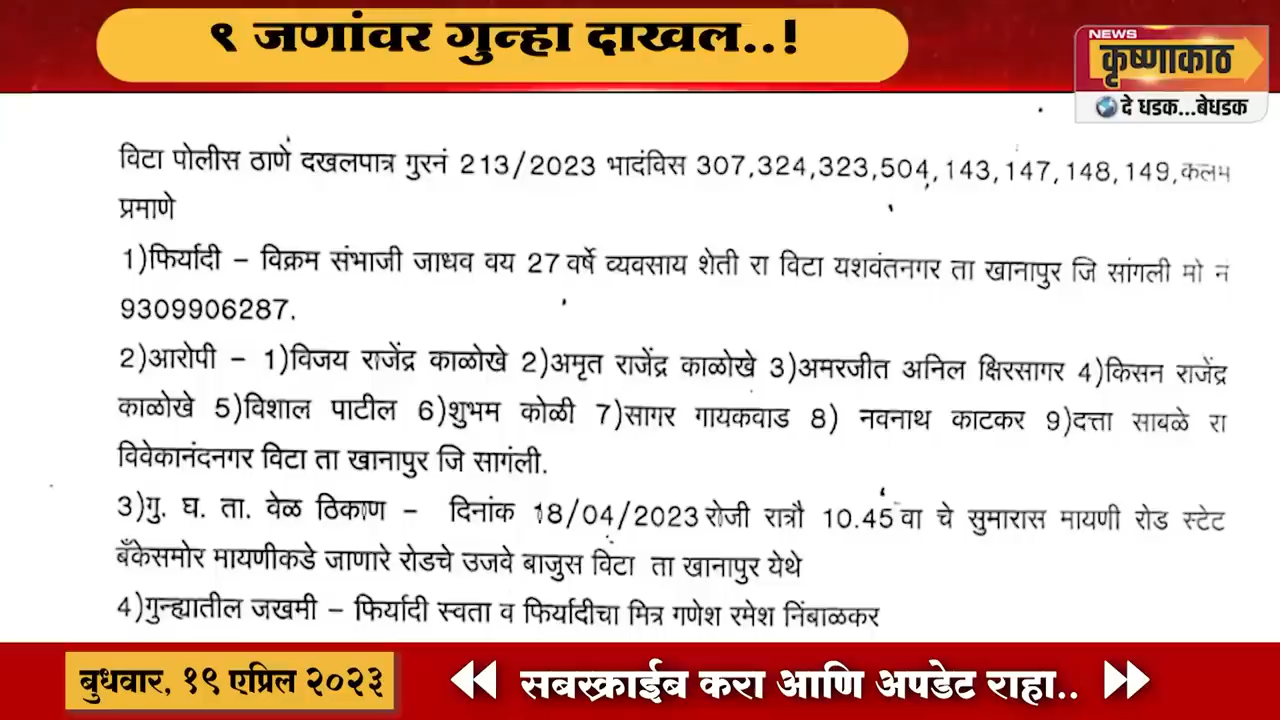 ९ जणांवर गुन्हा दाखल..!
NEWS
कृष्णाकाठ
दे धडक...बेधडक
विटा पोलीस ठाणे दखलपात्र गुरनं 213/2023 भादंविस 307,324,323,504,143,147,148,149,कलम
प्रमाणे
1)फिर्यादी – विक्रम संभाजी जाधव वय 27 वर्षे व्यवसाय शेती रा विटा यशवंतनगर ता खानापुर जि सांगली मो नं
9309906287.
2)आरोपी – 1)विजय राजेंद्र काळोखे 2)अमृत राजेंद्र काळोखे 3)अमरजीत अनिल क्षिरसागर 4)किसन राजेंद्र
काळोखे 5)विशाल पाटील 6)शुभम कोळी 7)सागर गायकवाड 8) नवनाथ काटकर 9)दत्ता साबळे रा
विवेकानंदनगर विटा ता खानापुर जि सागंली.
3)गु. घ. ता. वेळ ठिकाण – दिनांक 18/04/2023 रोजी रात्रौ 10.45 वा चे सुमारास मायणी रोड स्टेट
बँकेसमोर मायणीकडे जाणारे रोडचे उजवे बाजुस विटा ता खानापुर येथे
4)गुन्ह्यातील जखमी – फिर्यादी स्वता व फिर्यादीचा मित्र गणेश रमेश निंबाळकर
बुधवार, १९ एप्रिल २०२३
सबस्क्राईब करा आणि अपडेट राहा..